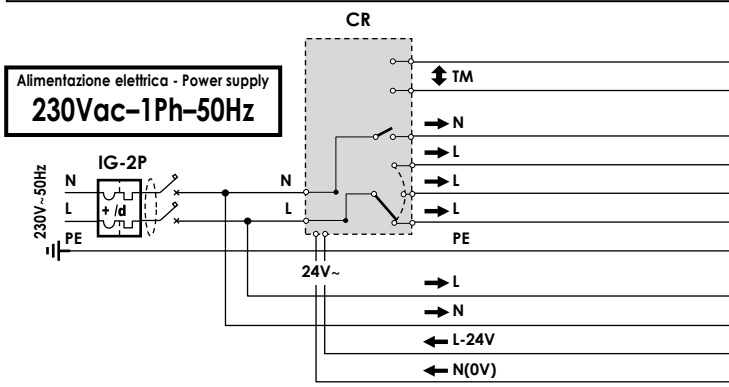 CR
Alimentazione elettrica - Power supply
230Vac–1Ph–50Hz
TM
N
IG-2P
L
230V~50Hz
N
N
L
L
+ /d
L
L
PE
PE
24V~
L
N
L-24V
N(0V)